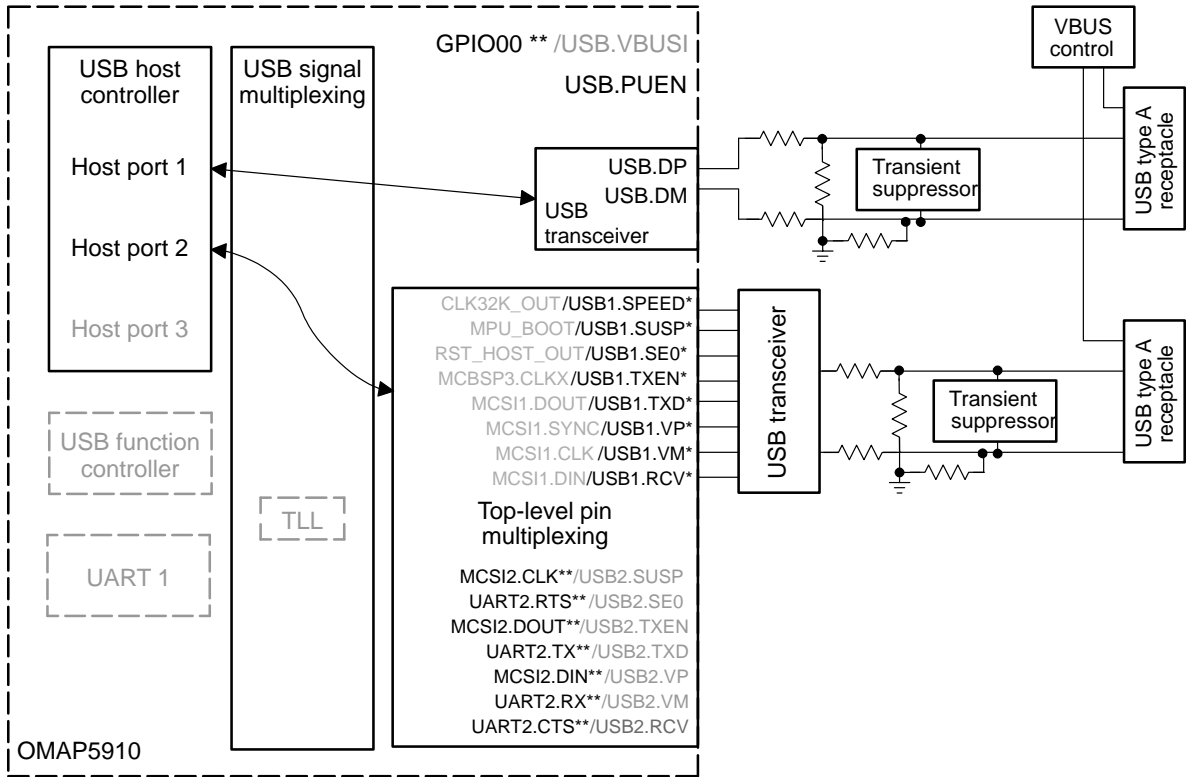 GPIO00 ** /USB.VBUSI
USB.PUEN
USB host
controller
Host port 1
Host port 2
Host port 3
USB signal
multiplexing
USB function
controller
UART 1
TLL
USB.DP
USB.DM
USB
transceiver
CLK32K_OUT/USB1.SPEED*
MPU_BOOT/USB1.SUSP*
RST_HOST_OUT/USB1.SE0*
MCBSP3.CLKX/USB1.TXEN*
MCSI1.DOUT/USB1.TXD*
MCSI1.SYNC/USB1.VP*
MCSI1.CLK /USB1.VM*
MCSI1.DIN/USB1.RCV*
Top-level pin
multiplexing
MCSI2.CLK**/USB2.SUSP
UART2.RTS**/USB2.SE0
MCSI2.DOUT**/USB2.TXEN
UART2.TX**/USB2.TXD
MCSI2.DIN**/USB2.VP
UART2.RX**/USB2.VM
UART2.CTS**/USB2.RCV
OMAP5910
VBUS
control
Transient
suppressor
USB type A
receptacle
USB transceiver
Transient
suppressor
USB type A
receptacle